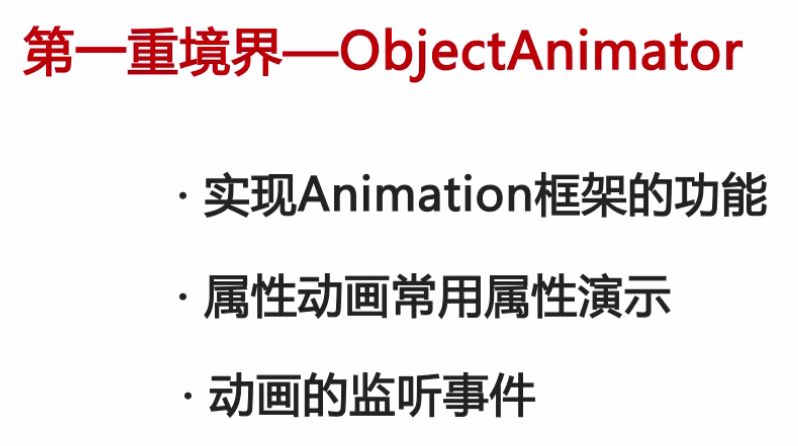 第一重境界—ObjectAnimator
· 实现Animation框架的功能
· 属性动画常用属性演示
· 动画的监听事件